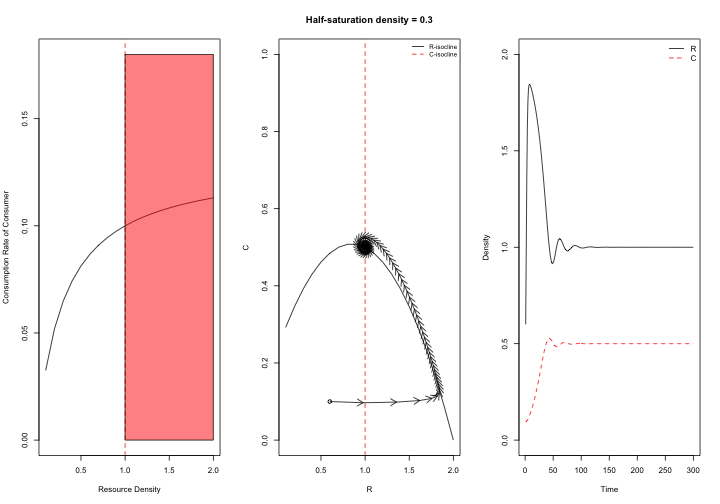 Half-saturation density = 0.3
Consumption Rate of Consumer
0.15
0.10
0.05
0.00
0.5
1.0
1.5
2.0
Resource Density
C
1.0
0.8
0.6
0.4
0.2
0.0
R-isocline
C-isocline
0.5
1.0
1.5
2.0
R
Density
2.0
1.5
1.0
0.5
0.0
R
C
0
50
100
150
200
250
300
Time